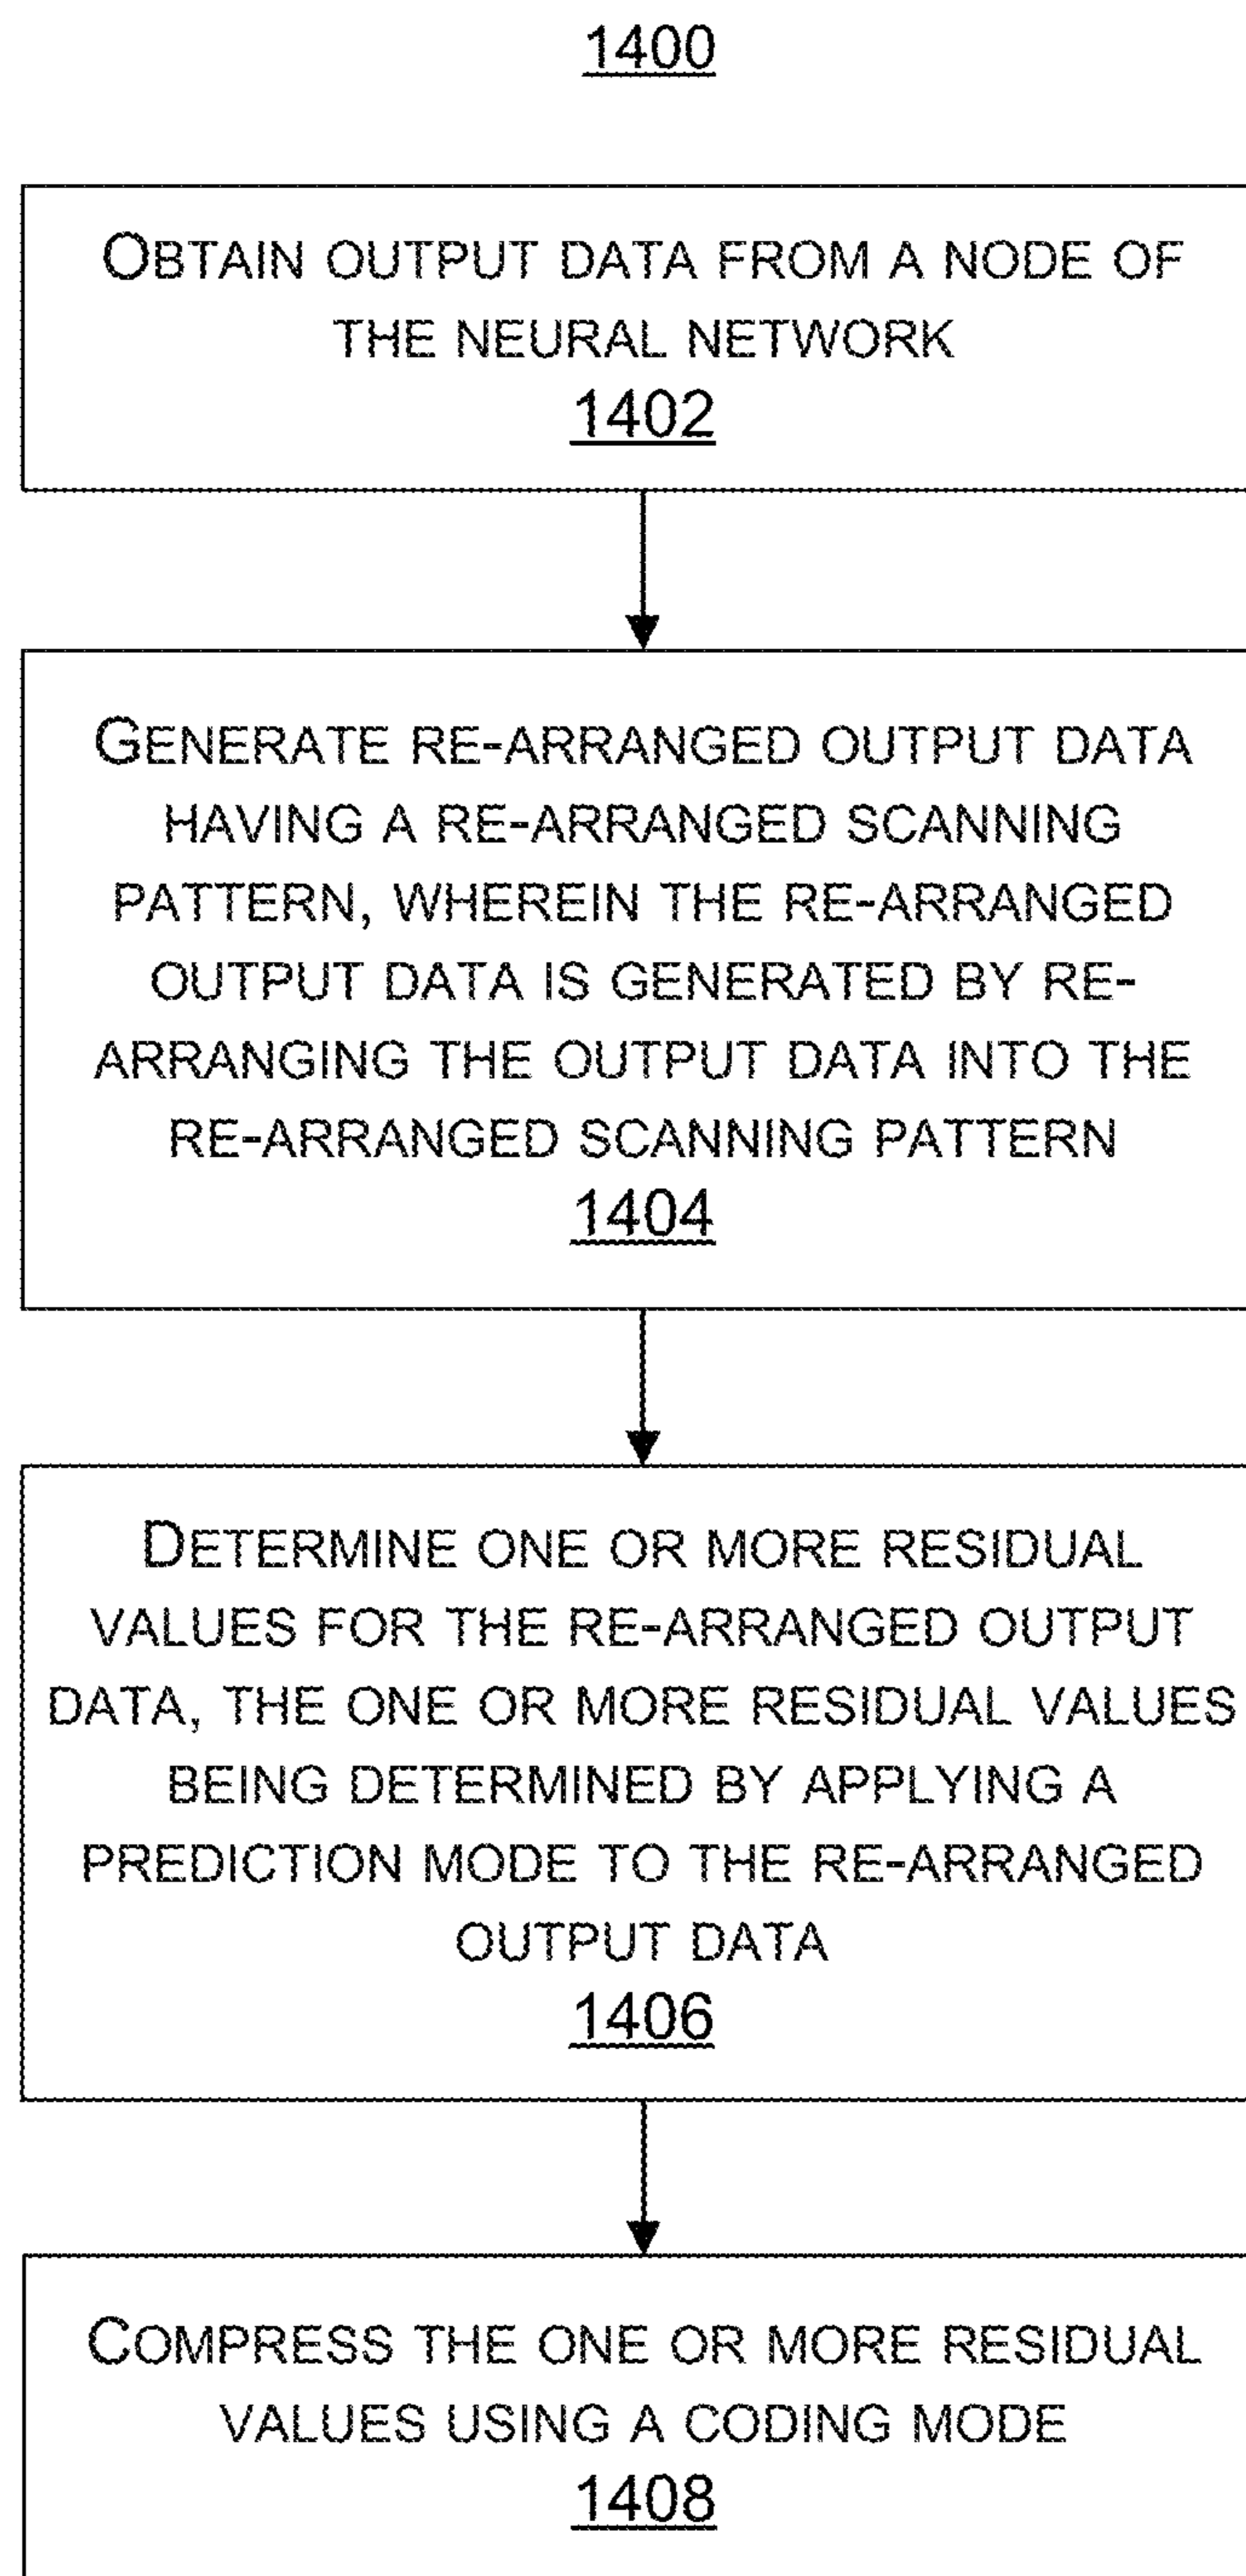 1400
OBTAIN OUTPUT DATA FROM A NODE OF
THE NEURAL NETWORK
1402
GENERATE RE-ARRANGED OUTPUT DATA
HAVING A RE-ARRANGED SCANNING
PATTERN, WHEREIN THE RE-ARRANGED
OUTPUT DATA IS GENERATED BY RE-
ARRANGING THE OUTPUT DATA INTO THE
RE-ARRANGED SCANNING PATTERN
1404
DETERMINE ONE OR MORE RESIDUAL
VALUES FOR THE RE-ARRANGED OUTPUT
DATA, THE ONE OR MORE RESIDUAL VALUES
BEING DETERMINED BY APPLYING A
PREDICTION MODE TO THE RE-ARRANGED
OUTPUT DATA
1406
COMPRESS THE ONE OR MORE RESIDUAL
VALUES USING A CODING MODE
1408